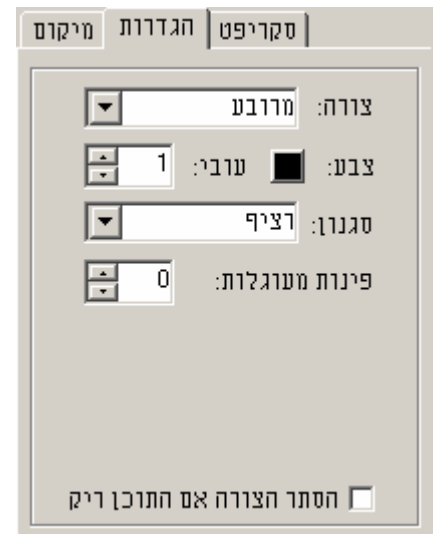 סקריפט הגדרות מיקום
צורה: מרובע
צבע: עובי: 1
סגנון: רציף
פינות מעוגלות: 0
הסתר הצורה אם התוכן ריק